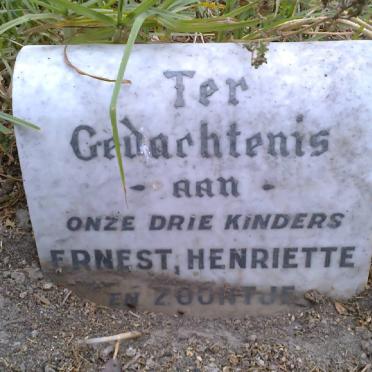 Ter
Gedachtenis
- aan -
ONZE DRIE KINDERS
ERNEST, HENRIETTE
EN ZOONTJE